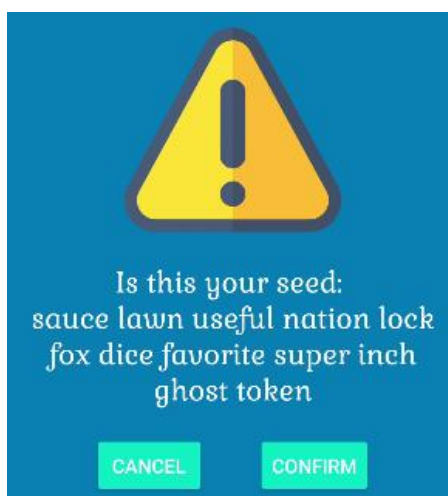 Is this your seed:
sauce lawn useful nation lock
fox dice favorite super inch
ghost token
CANCEL CONFIRM